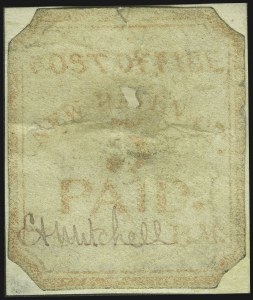 POST OFFICE
NEW HAVEN
PAID
E A Mitchell
P.M.